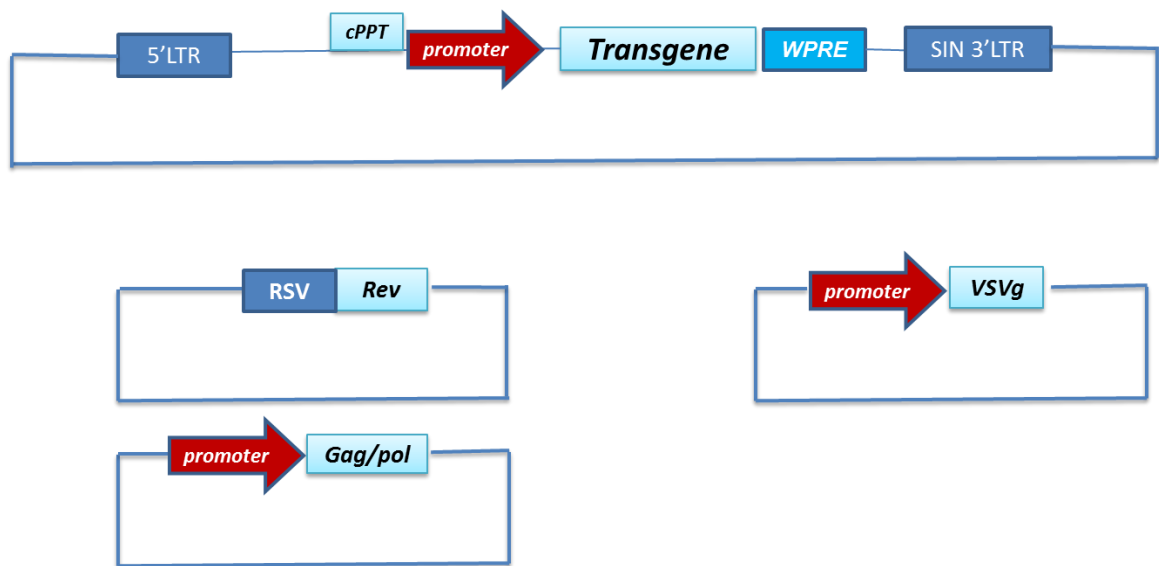 5'LTR
cPPT
promoter
Transgene
WPRE
SIN 3'LTR
RSV
Rev
promoter
VSVg
promoter
Gag/pol